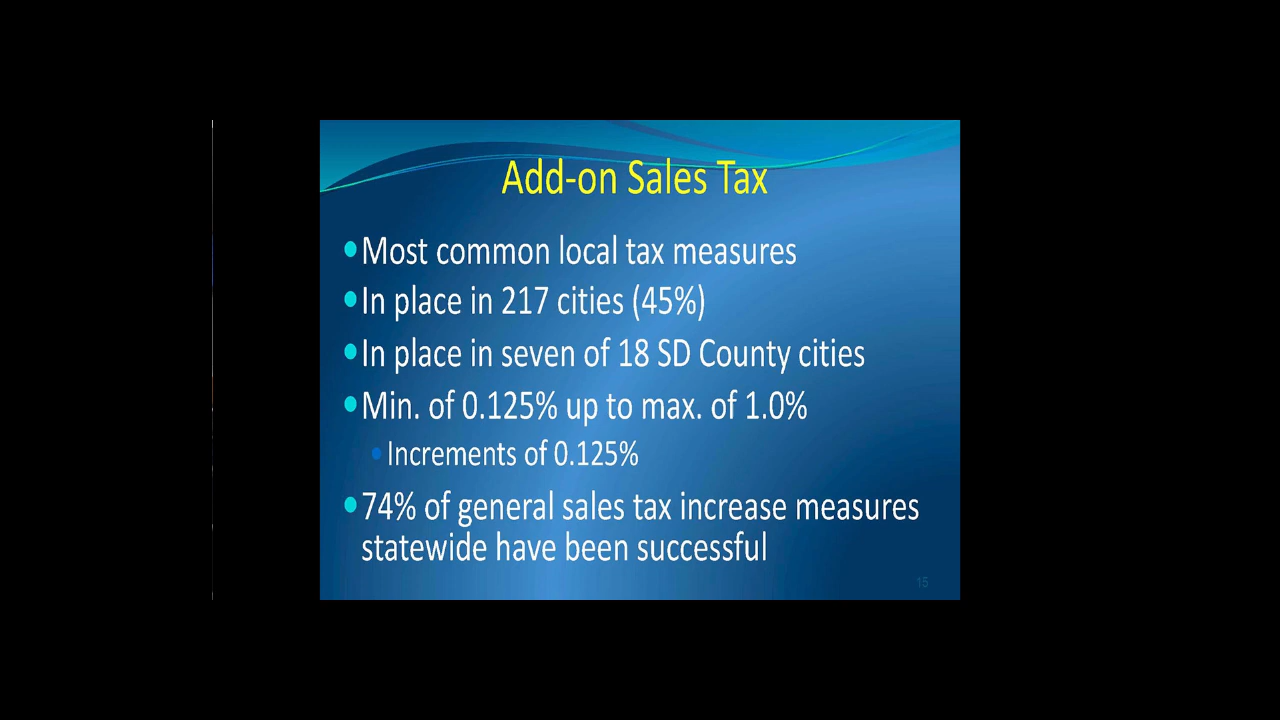 Add-on Sales Tax
•Most common local tax measures
•In place in 217 cities (45%)
•In place in seven of 18 SD County cities
•Min. of 0.125% up to max. of 1.0%
•Increments of 0.125%
•74% of general sales tax increase measures
statewide have been successful
15